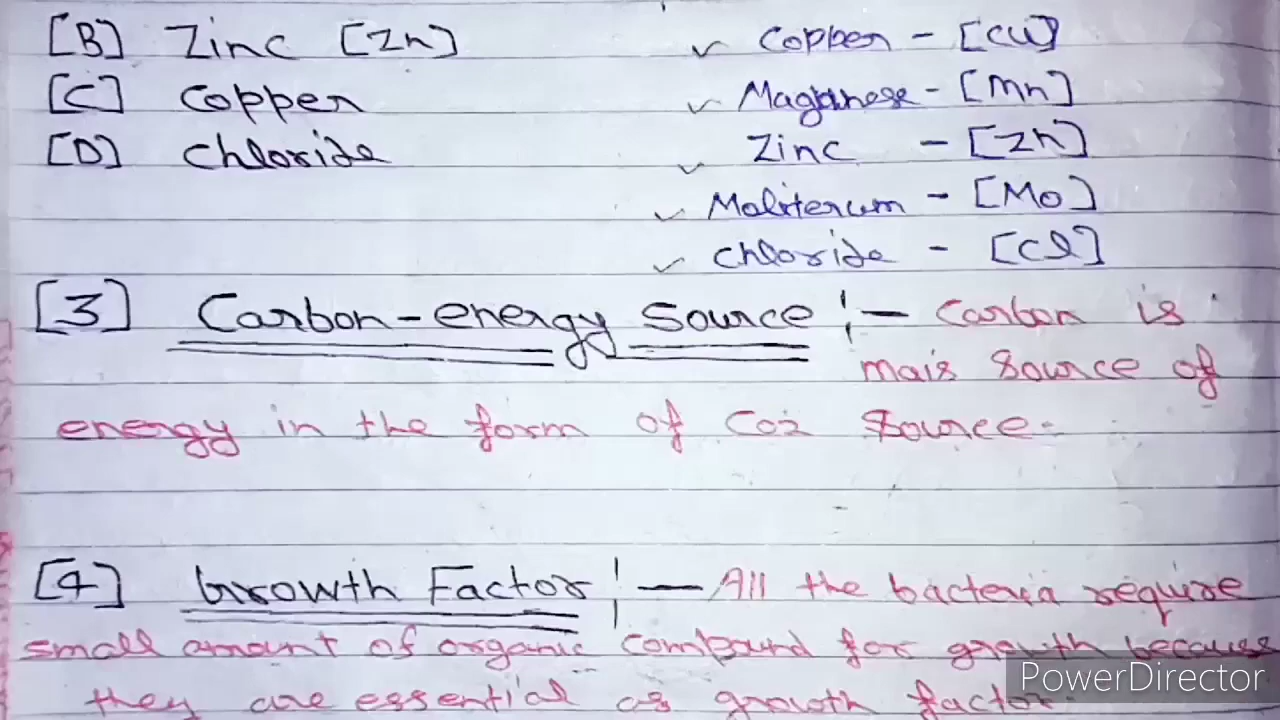 [B] Zinc [Zn] ✓ Copper - [Cu]
[C] Copper ✓ Maganese - [Mn]
[D] Chloride ✓ Zinc - [Zn]
✓ Moliterum - [Mo]
✓ Chloride - [Cl]
[3] Carbon-energy Source :- Carbon is
main source of
energy in the form of Co2 source.
[4] Growth Factor :- All the bacteria require
small amount of organic compound for growth because
they are essential as growth factor.
PowerDirector